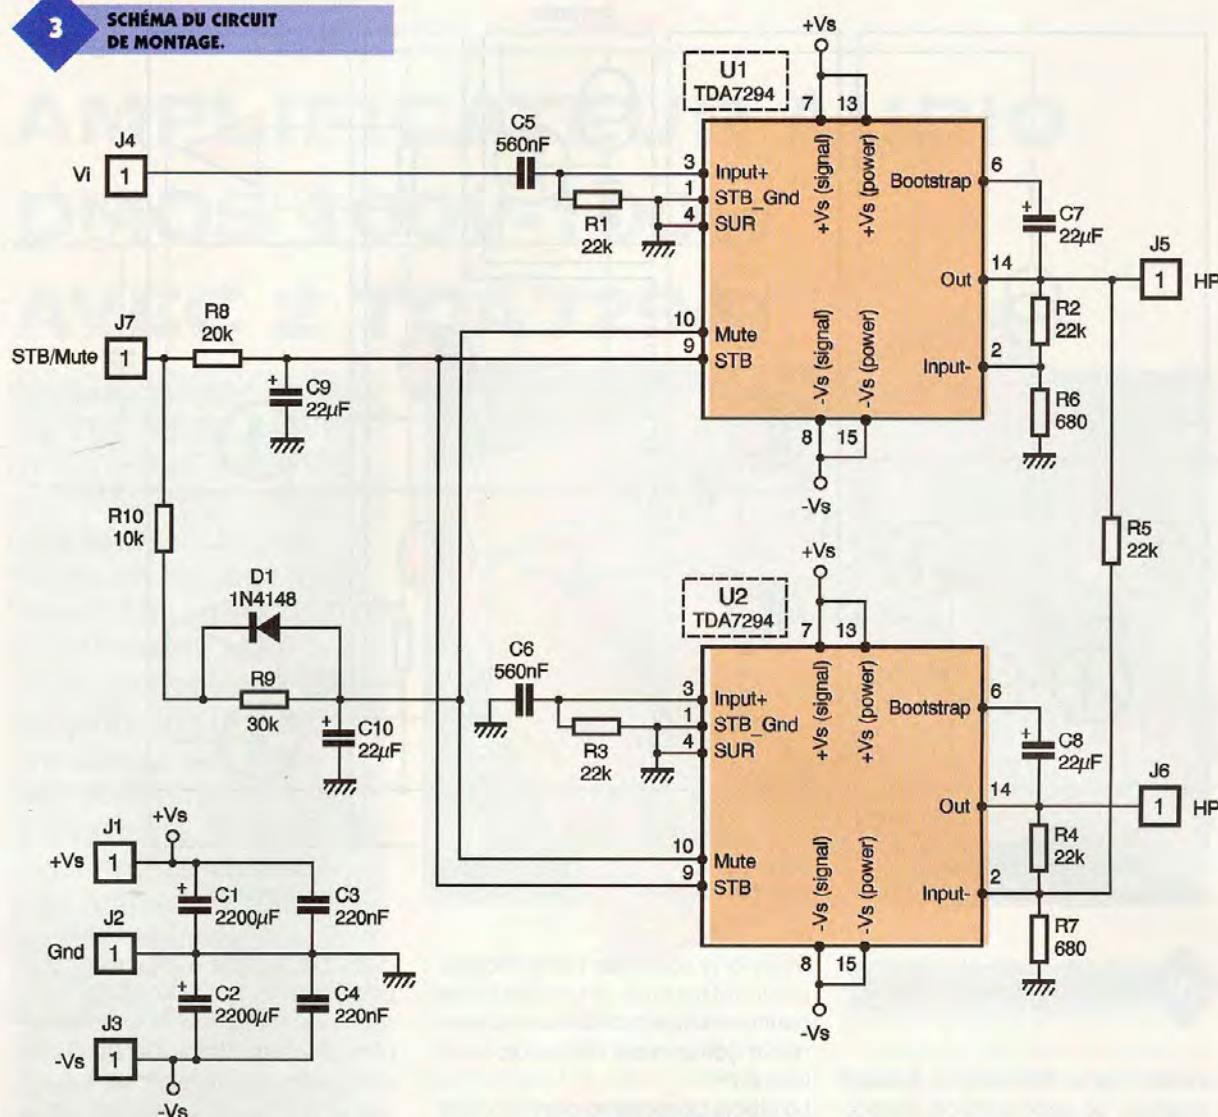 3 SCHÉMA DU CIRCUIT
DE MONTAGE.
+Vs
U1
TDA7294
7 13
C5
560nF
J4
Vi 1
3 Input+
1 STB_Gnd
4 SUR
R1
22k
+Vs (signal)
+Vs (power)
Bootstrap 6
C7
22µF
+
Out 14
J5
1 HP
R2
22k
Input- 2
R6
680
J7
STB/Mute 1
R8
20k
+ C9
22µF
10 Mute
9 STB
-Vs (signal)
-Vs (power)
8 15
-Vs
R10
10k
R5
22k
D1
1N4148
R9
30k
+ C10
22µF
+Vs
U2
TDA7294
7 13
C6
560nF
3 Input+
1 STB_Gnd
4 SUR
R3
22k
+Vs (signal)
+Vs (power)
Bootstrap 6
+ C8
22µF
Out 14
J6
1 HP
R4
22k
Input- 2
R7
680
10 Mute
9 STB
-Vs (signal)
-Vs (power)
8 15
-Vs
J1
+Vs 1
+Vs
+ C1
2200µF
C3
220nF
J2
Gnd 1
+ C2
2200µF
C4
220nF
J3
-Vs 1
-Vs